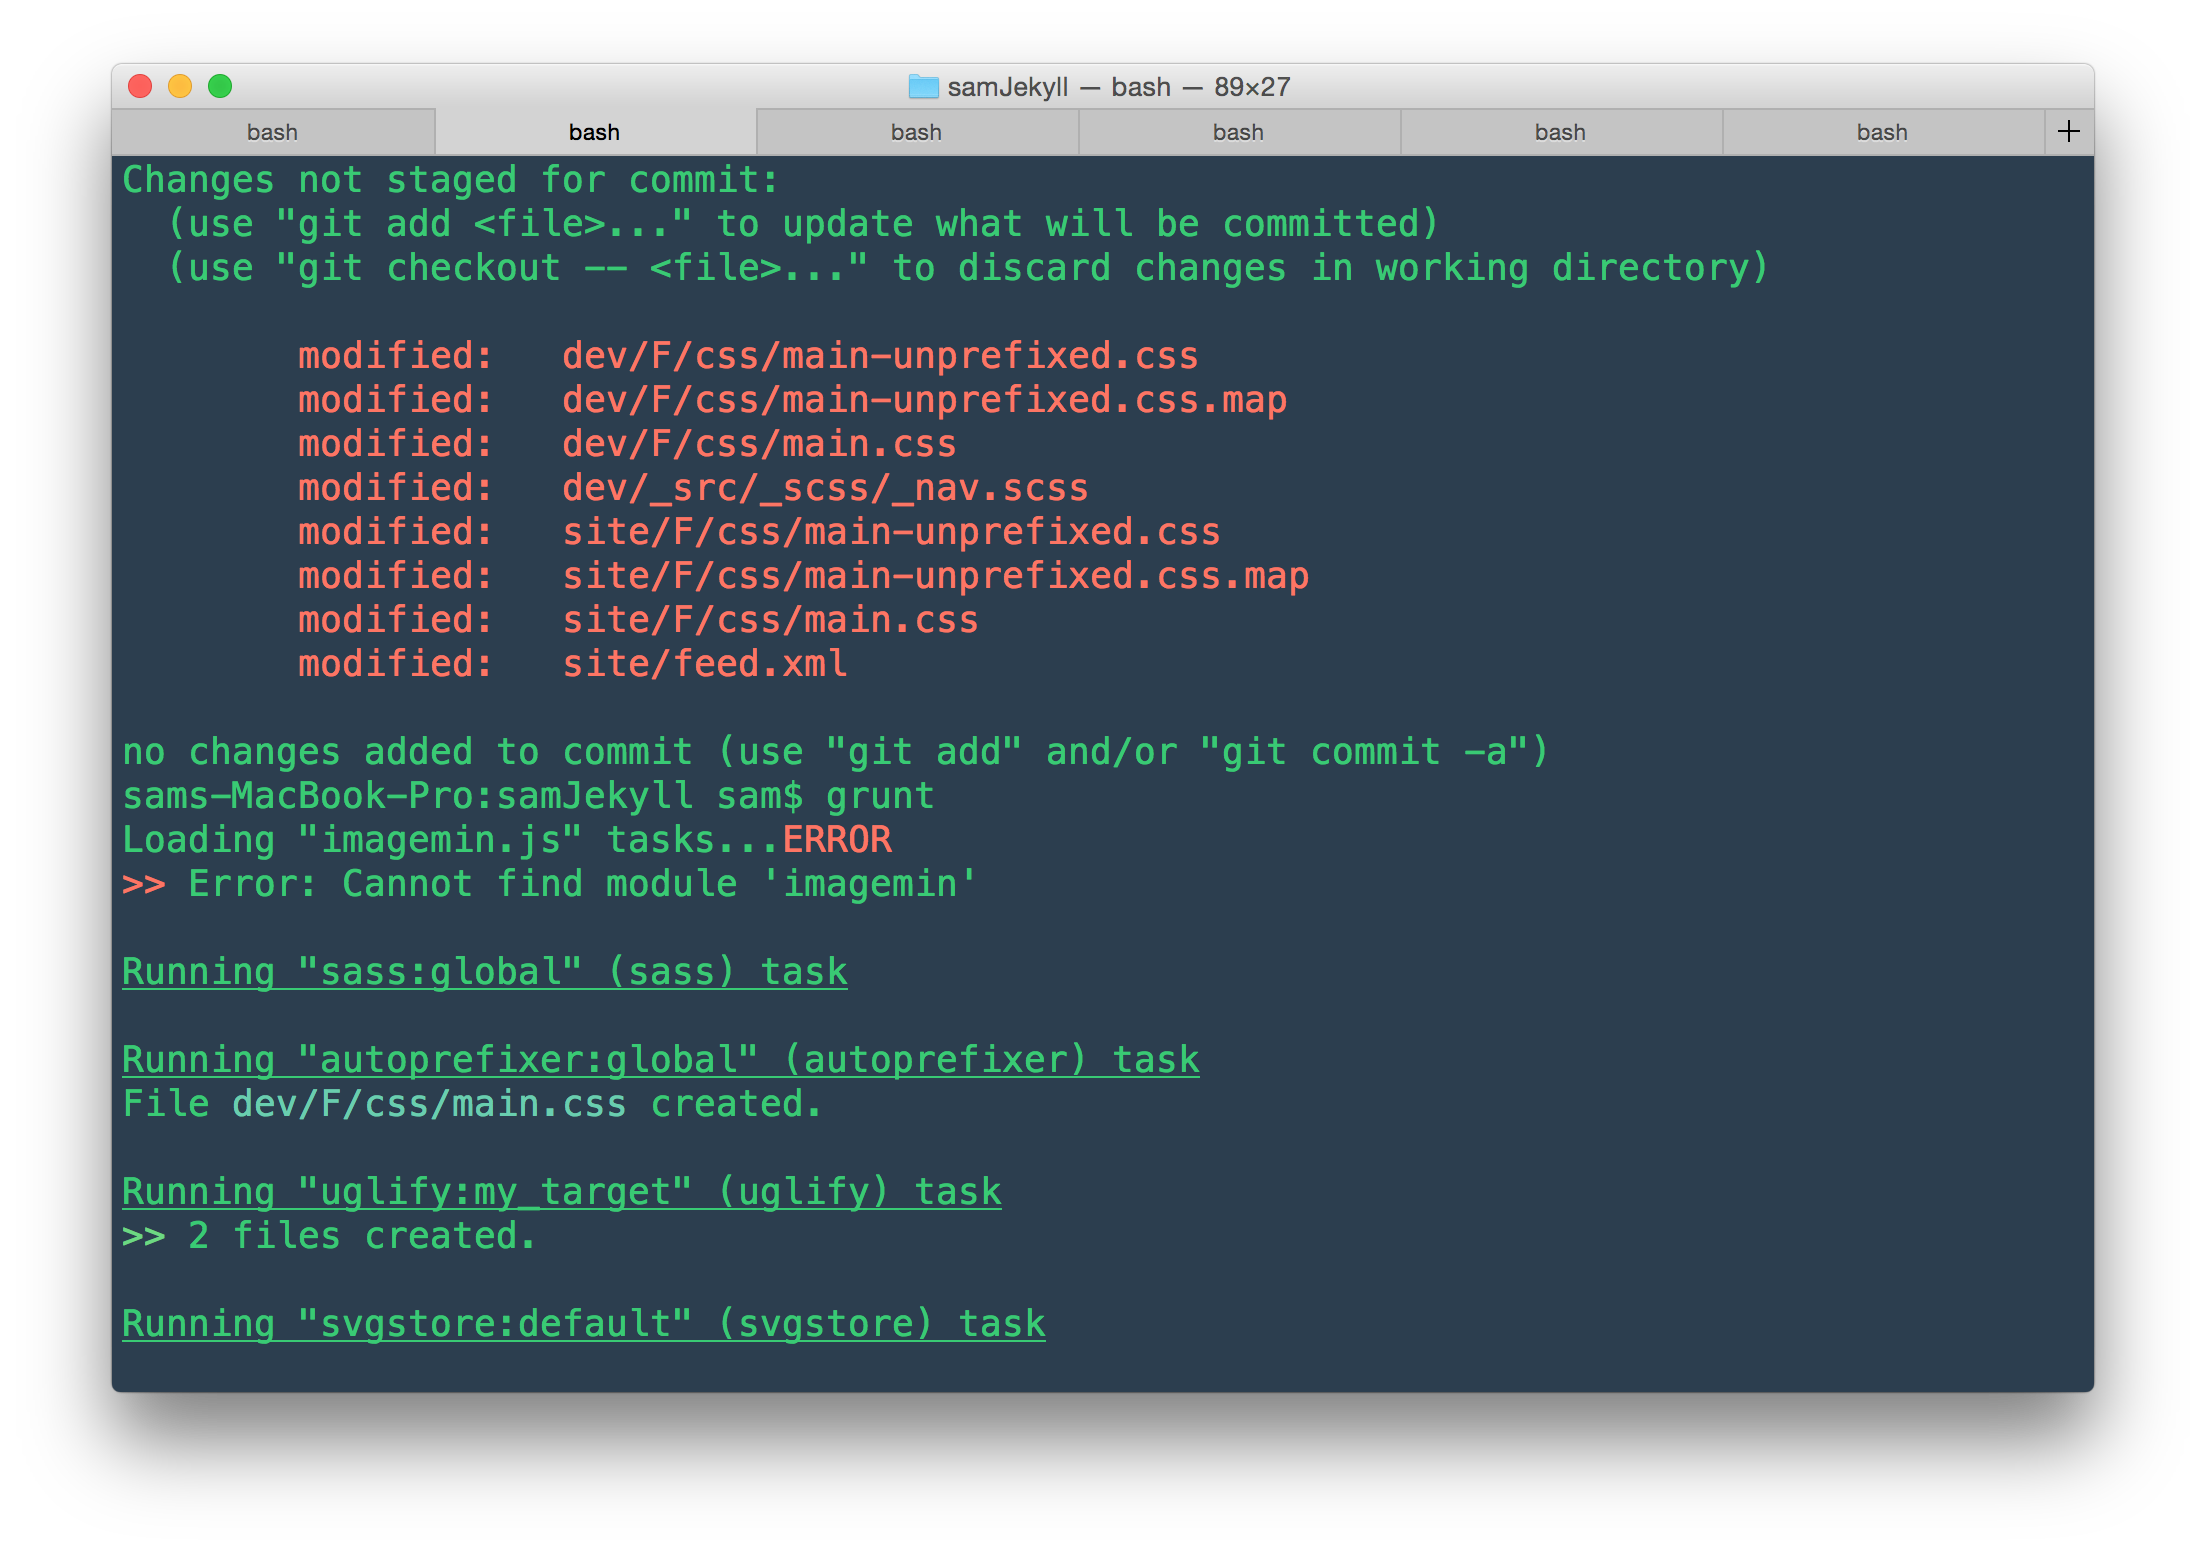 samJekyll — bash — 89×27
bash bash bash bash bash bash +
Changes not staged for commit:
  (use "git add <file>..." to update what will be committed)
  (use "git checkout -- <file>..." to discard changes in working directory)
        modified:   dev/F/css/main-unprefixed.css
        modified:   dev/F/css/main-unprefixed.css.map
        modified:   dev/F/css/main.css
        modified:   dev/_src/_scss/_nav.scss
        modified:   site/F/css/main-unprefixed.css
        modified:   site/F/css/main-unprefixed.css.map
        modified:   site/F/css/main.css
        modified:   site/feed.xml
no changes added to commit (use "git add" and/or "git commit -a")
sams-MacBook-Pro:samJekyll sam$ grunt
Loading "imagemin.js" tasks...ERROR
>> Error: Cannot find module 'imagemin'
Running "sass:global" (sass) task
Running "autoprefixer:global" (autoprefixer) task
File dev/F/css/main.css created.
Running "uglify:my_target" (uglify) task
>> 2 files created.
Running "svgstore:default" (svgstore) task